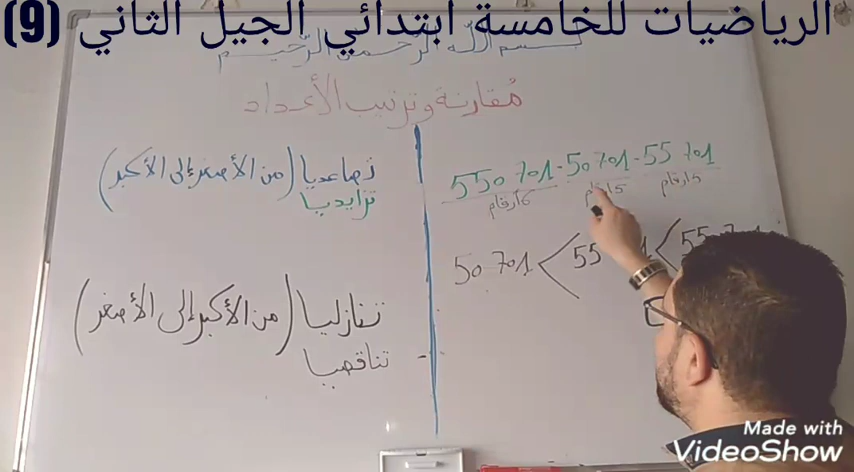 الرياضيات للخامسة ابتدائي الجيل الثاني (9)
بسم الله الرحمن الرحيم
مُقارنة وترتيب الأعداد
550 701 - 50 701 - 55 701
6 أرقام 5 أرقام 5 أرقام
50 701 < 55 <
تصاعديا (من الأصغر إلى الأكبر)
تزايديا
تنازليا (من الأكبر إلى الأصغر)
تناقصيا
Made with
VideoShow